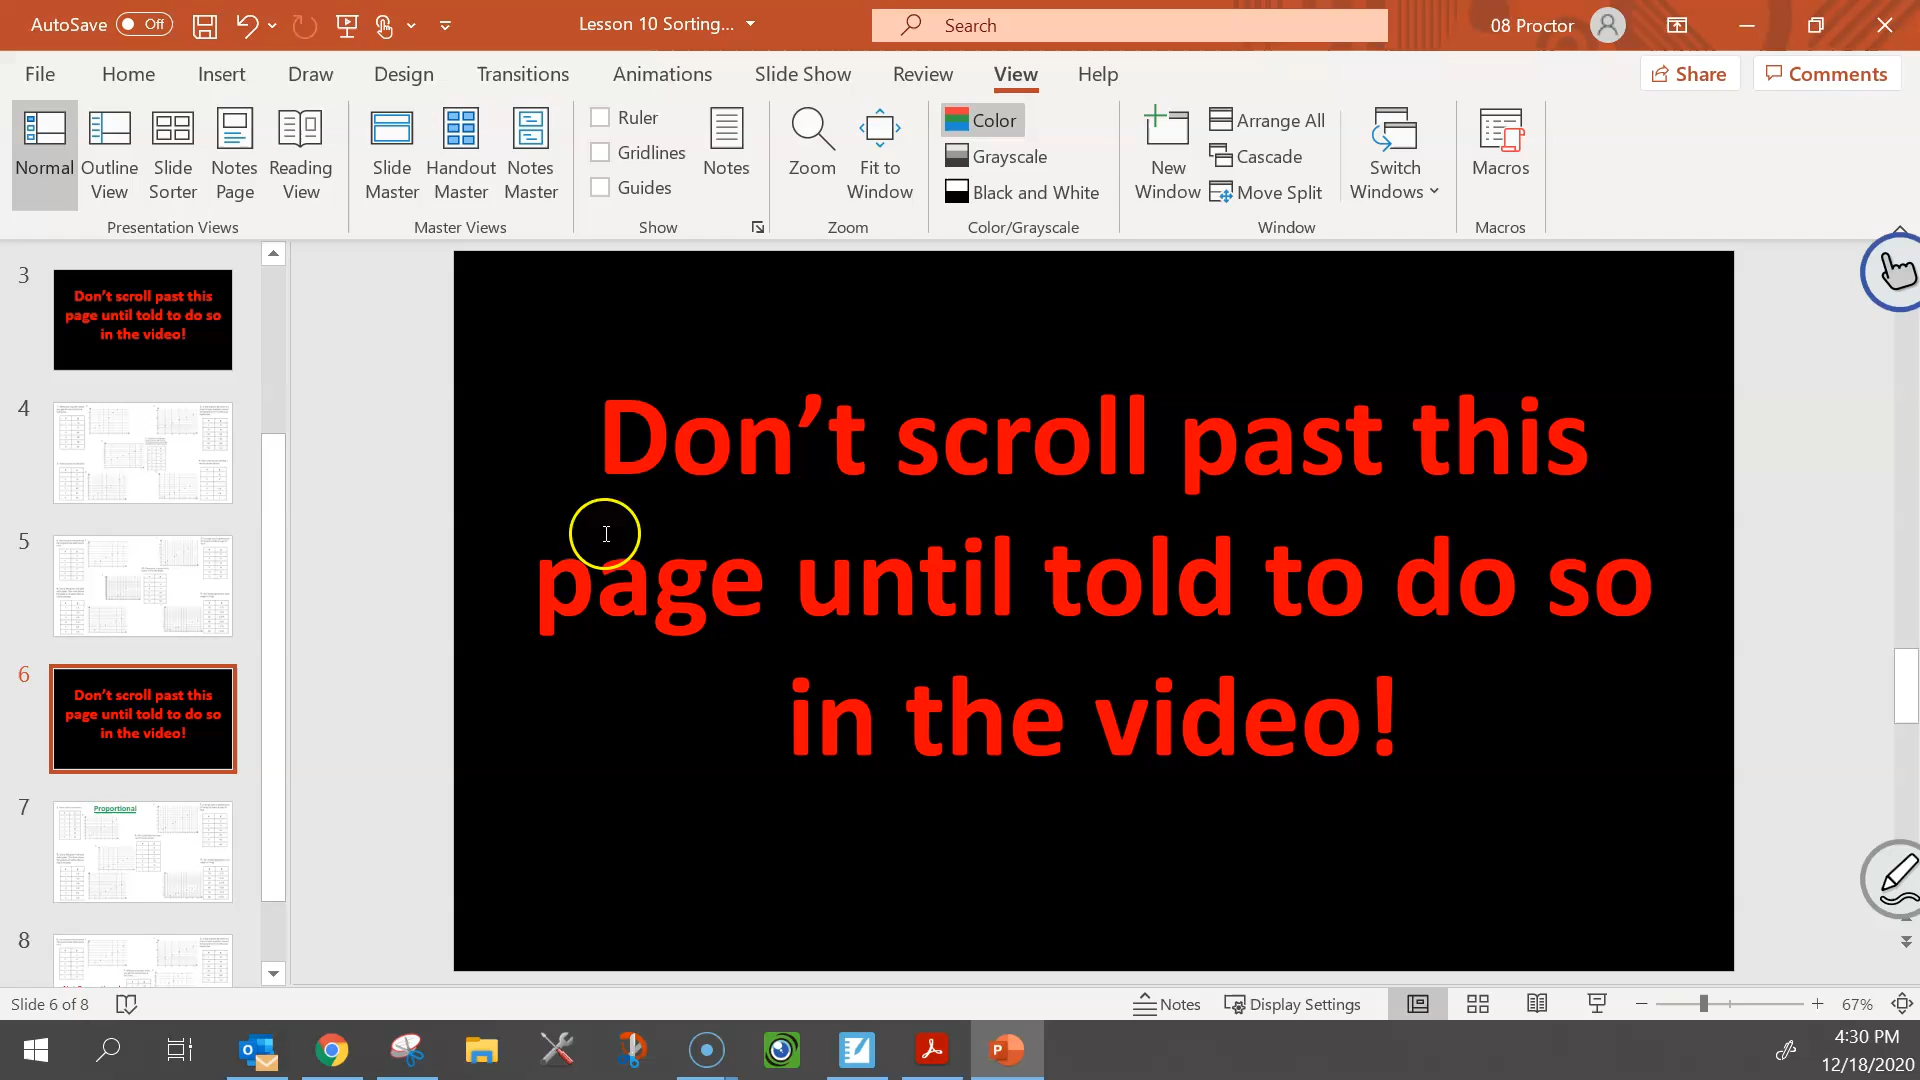 AutoSave Off
Lesson 10 Sorting...
Search
08 Proctor
File Home Insert Draw Design Transitions Animations Slide Show Review View Help
Share Comments
Normal
Outline View
Slide Sorter
Notes Page
Reading View
Presentation Views
Slide Master
Handout Master
Notes Master
Master Views
Ruler
Gridlines
Guides
Notes
Show
Zoom
Fit to Window
Zoom
Color
Grayscale
Black and White
Color/Grayscale
New Window
Arrange All
Cascade
Move Split
Switch Windows
Window
Macros
Macros
3
Don't scroll past this
page until told to do so
in the video!
4
5
6
Don't scroll past this
page until told to do so
in the video!
7
Proportional
8
Don't scroll past this
page until told to do so
in the video!
Slide 6 of 8
Notes
Display Settings
67%
4:30 PM
12/18/2020